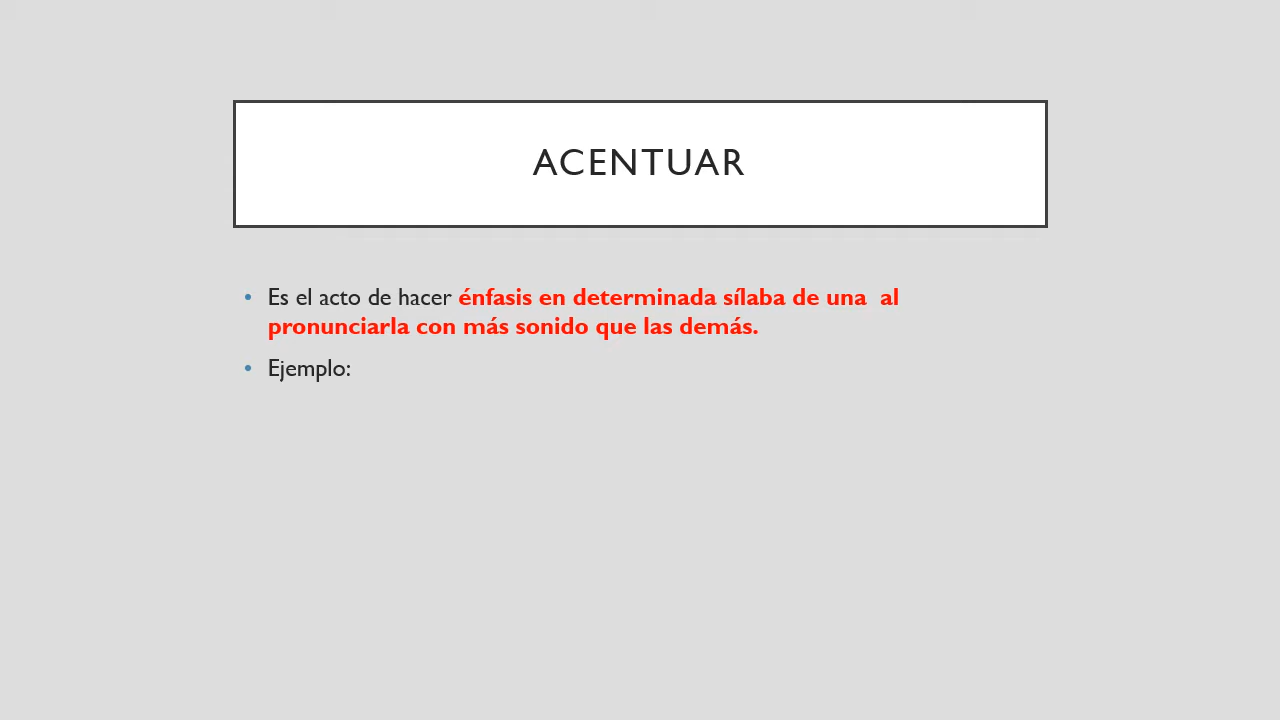 ACENTUAR
• Es el acto de hacer énfasis en determinada sílaba de una  al
pronunciarla con más sonido que las demás.
• Ejemplo: